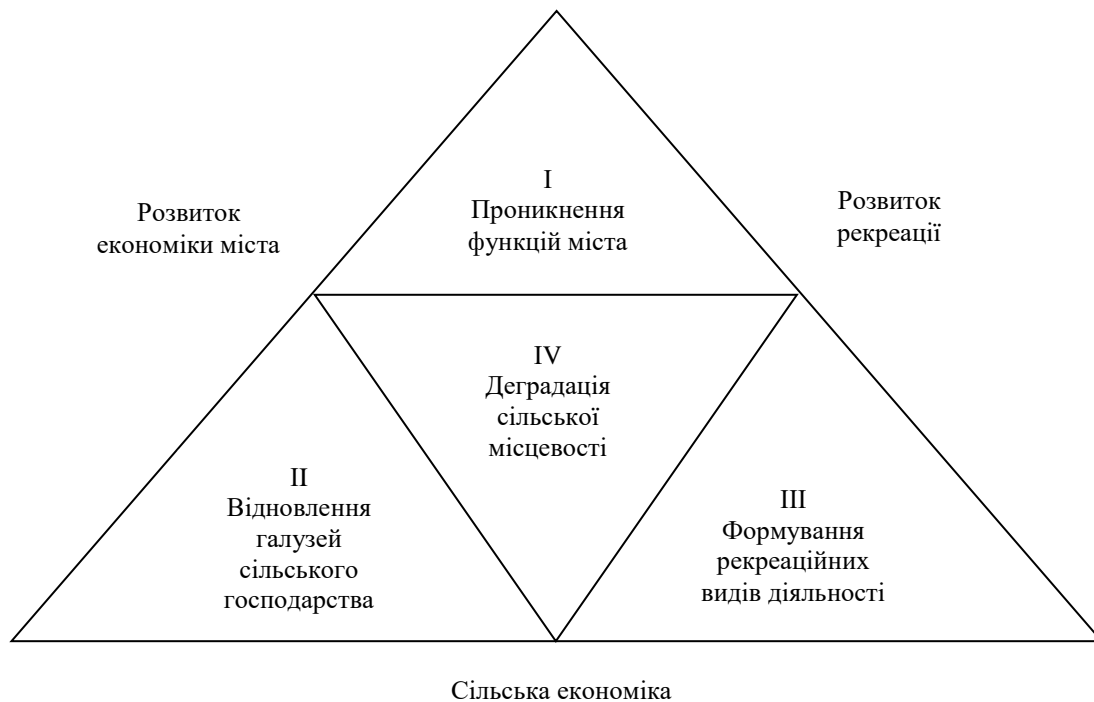 I
Проникнення
функцій міста
Розвиток
економіки міста
Розвиток
рекреації
IV
Деградація
сільської
місцевості
II
Відновлення
галузей
сільського
господарства
III
Формування
рекреаційних
видів діяльності
Сільська економіка